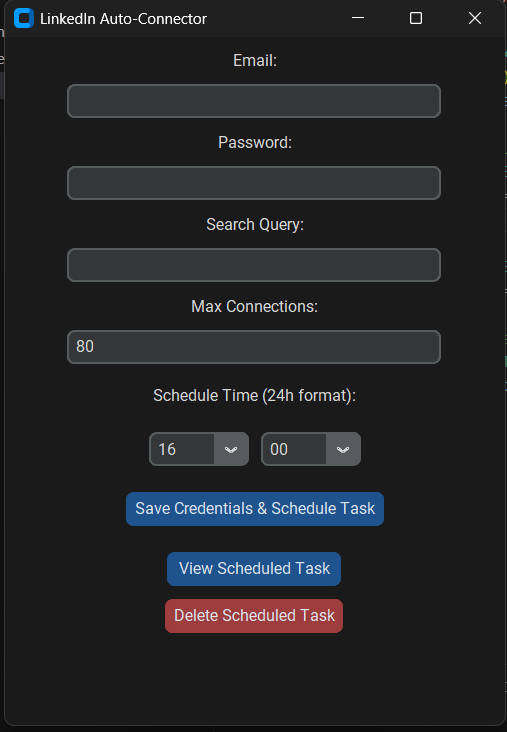 LinkedIn Auto-Connector
Email:
Password:
Search Query:
Max Connections:
80
Schedule Time (24h format):
16 00
Save Credentials & Schedule Task
View Scheduled Task
Delete Scheduled Task